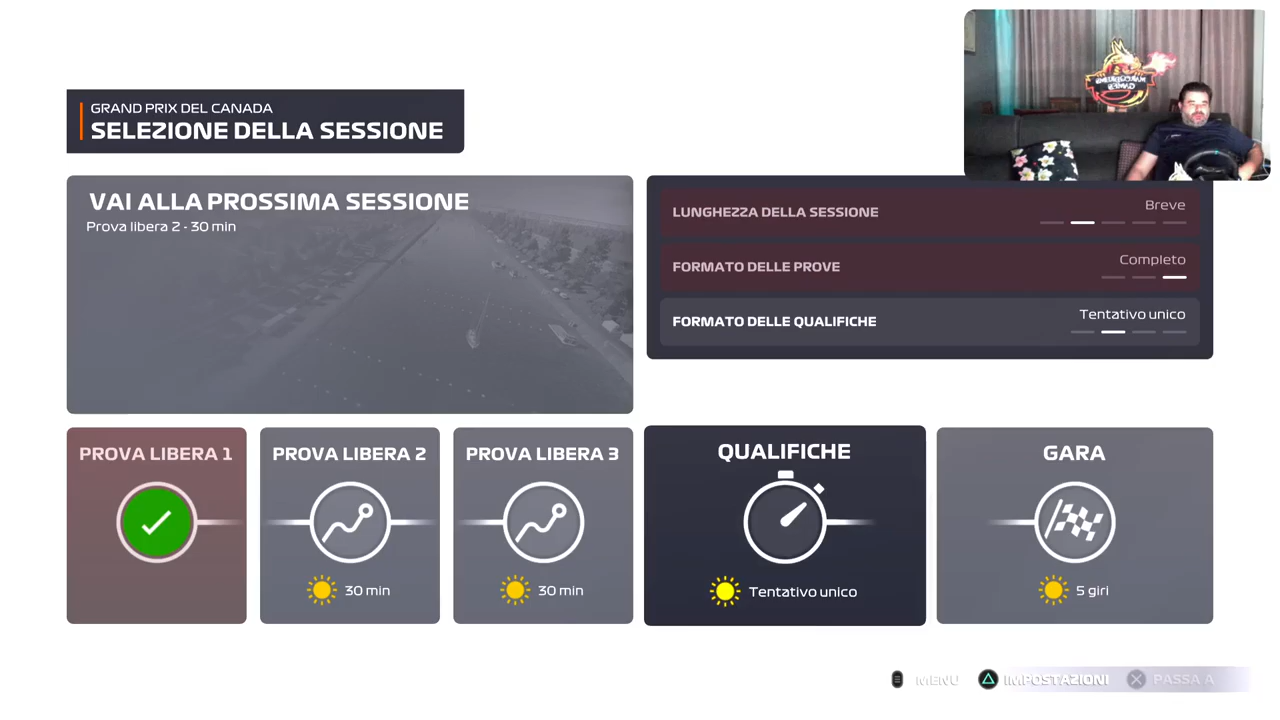 GRAND PRIX DEL CANADA
SELEZIONE DELLA SESSIONE
VAI ALLA PROSSIMA SESSIONE
Prova libera 2 - 30 min
LUNGHEZZA DELLA SESSIONE
Breve
FORMATO DELLE PROVE
Completo
FORMATO DELLE QUALIFICHE
Tentativo unico
PROVA LIBERA 1
PROVA LIBERA 2
30 min
PROVA LIBERA 3
30 min
QUALIFICHE
Tentativo unico
GARA
5 giri
MENU
IMPOSTAZIONI
PASSA A